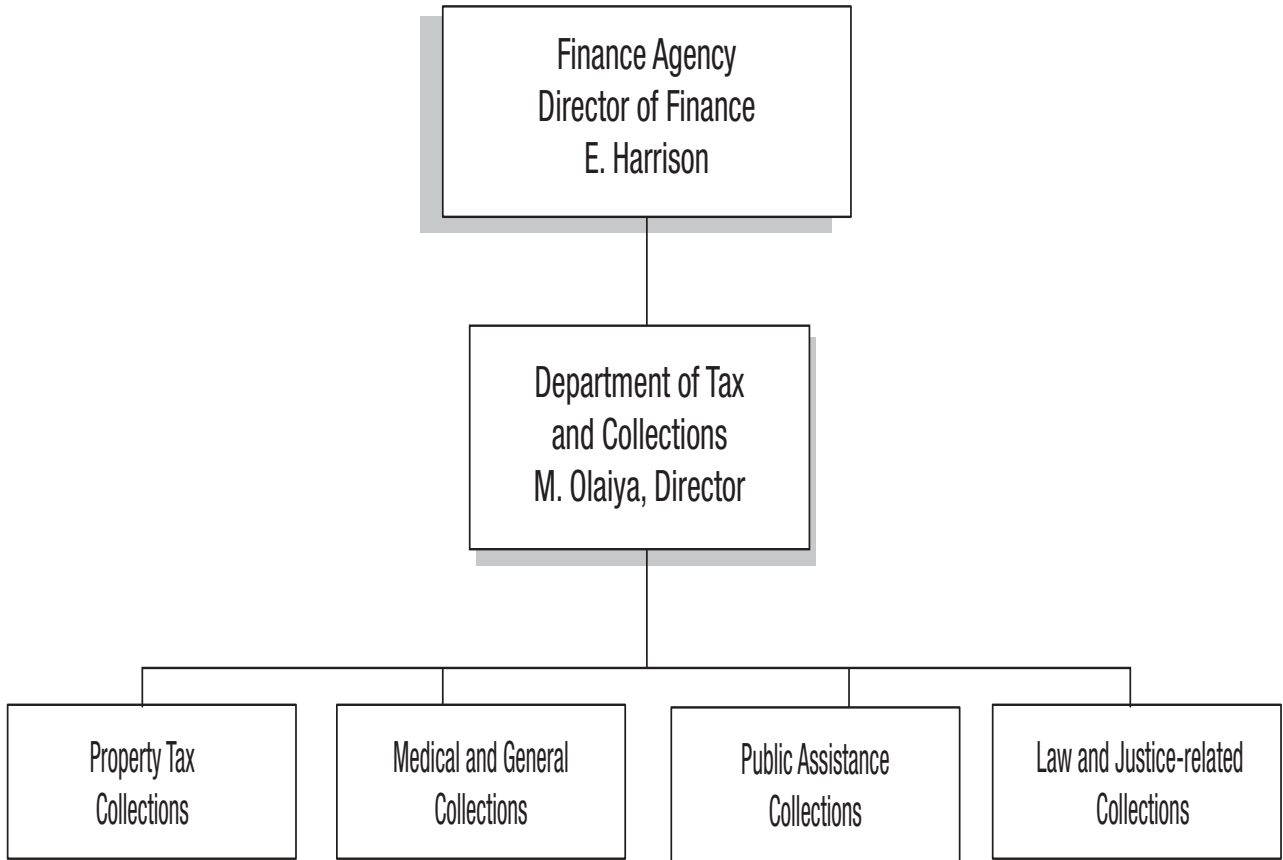 Finance Agency
Director of Finance
E. Harrison
Department of Tax
and Collections
M. Olaiya, Director
Property Tax
Collections
Medical and General
Collections
Public Assistance
Collections
Law and Justice-related
Collections